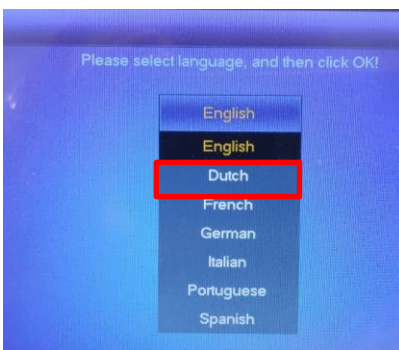 Please select language, and then click OK!
English
English
Dutch
French
German
Italian
Portuguese
Spanish